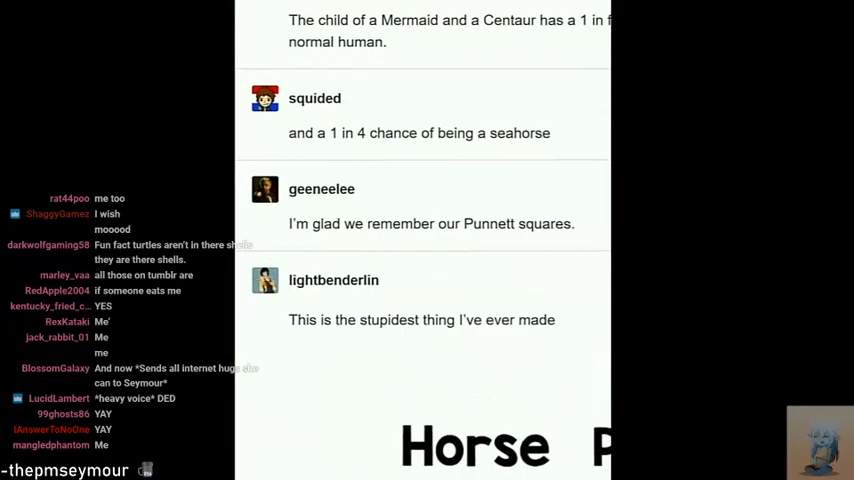 The child of a Mermaid and a Centaur has a 1 in
normal human.
squided
and a 1 in 4 chance of being a seahorse
geeneelee
I'm glad we remember our Punnett squares.
lightbenderlin
This is the stupidest thing I've ever made
Horse
rat44poo me too
ShaggyGamez I wish
mooood
darkwolfgaming58 Fun fact turtles aren't in there shells
they are there shells.
marley_vaa all those on tumblr are
RedApple2004 if someone eats me
kentucky_fried_c... YES
RexKataki Me'
jack_rabbit_01 Me
me
BlossomGalaxy And now *Sends all internet hugs she
can to Seymour*
LucidLambert *heavy voice* DED
99ghosts86 YAY
IAnswerToNoOne YAY
mangledphantom Me
-thepmseymour